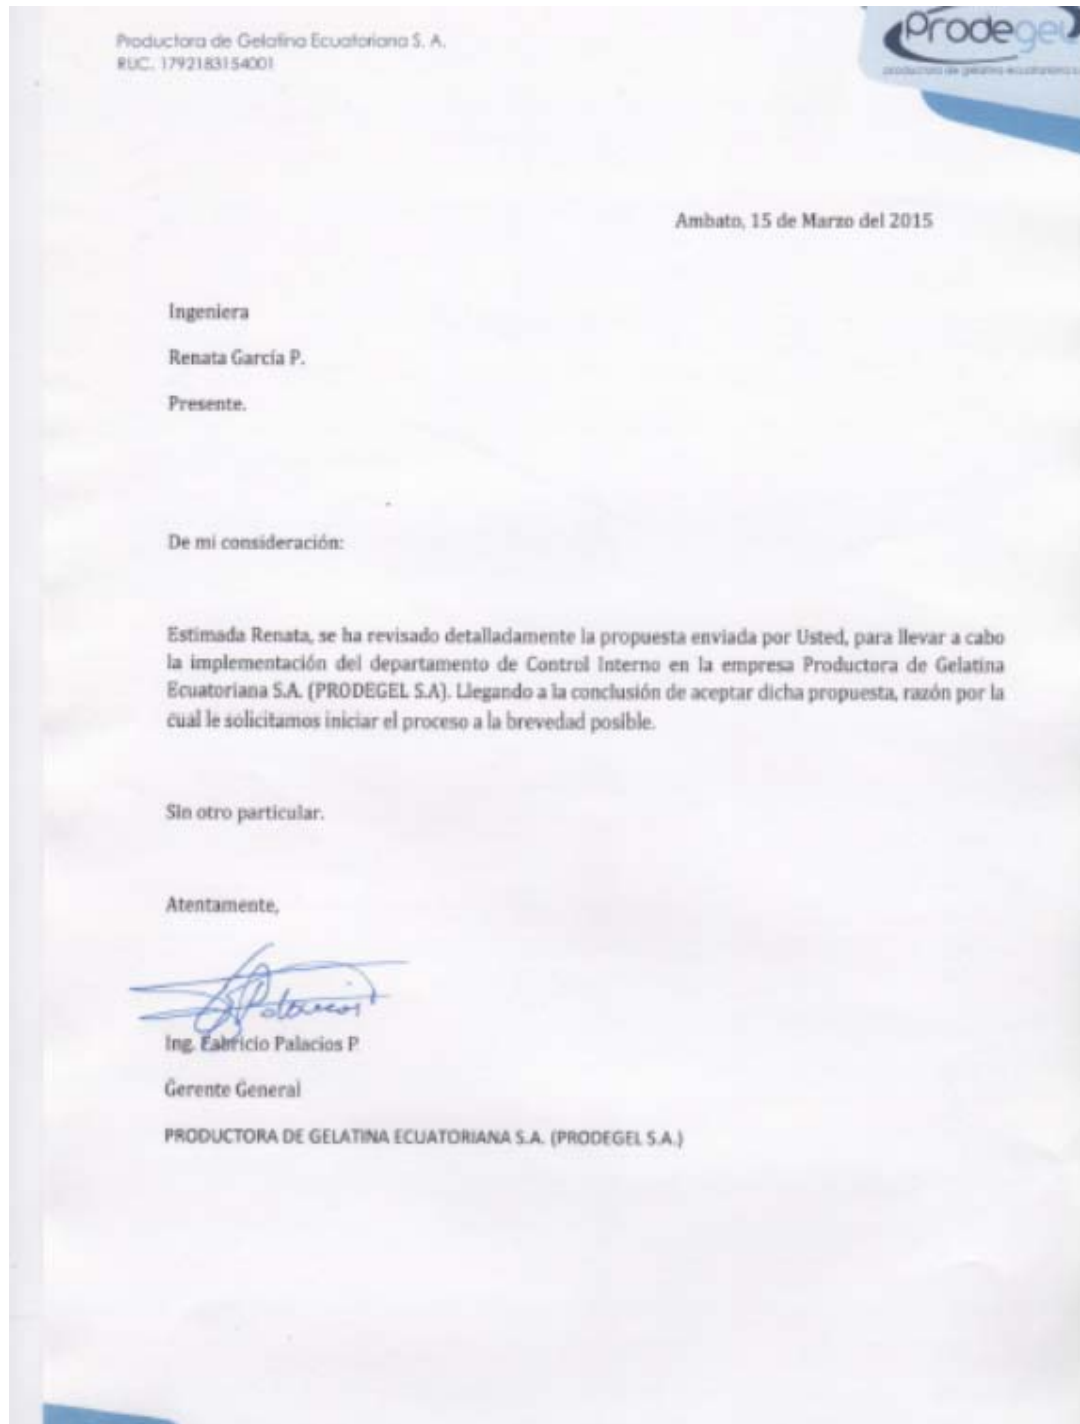 Productora de Gelatina Ecuatoriana S. A.
RUC. 1792183154001
Prodegel
productora de gelatina ecuatoriana s.a
Ambato, 15 de Marzo del 2015
Ingeniera
Renata García P.
Presente.
De mi consideración:
Estimada Renata, se ha revisado detalladamente la propuesta enviada por Usted, para llevar a cabo
la implementación del departamento de Control Interno en la empresa Productora de Gelatina
Ecuatoriana S.A. (PRODEGEL S.A). Llegando a la conclusión de aceptar dicha propuesta, razón por la
cual le solicitamos iniciar el proceso a la brevedad posible.
Sin otro particular.
Atentamente,
Ing. Fabricio Palacios P.
Gerente General
PRODUCTORA DE GELATINA ECUATORIANA S.A. (PRODEGEL S.A.)